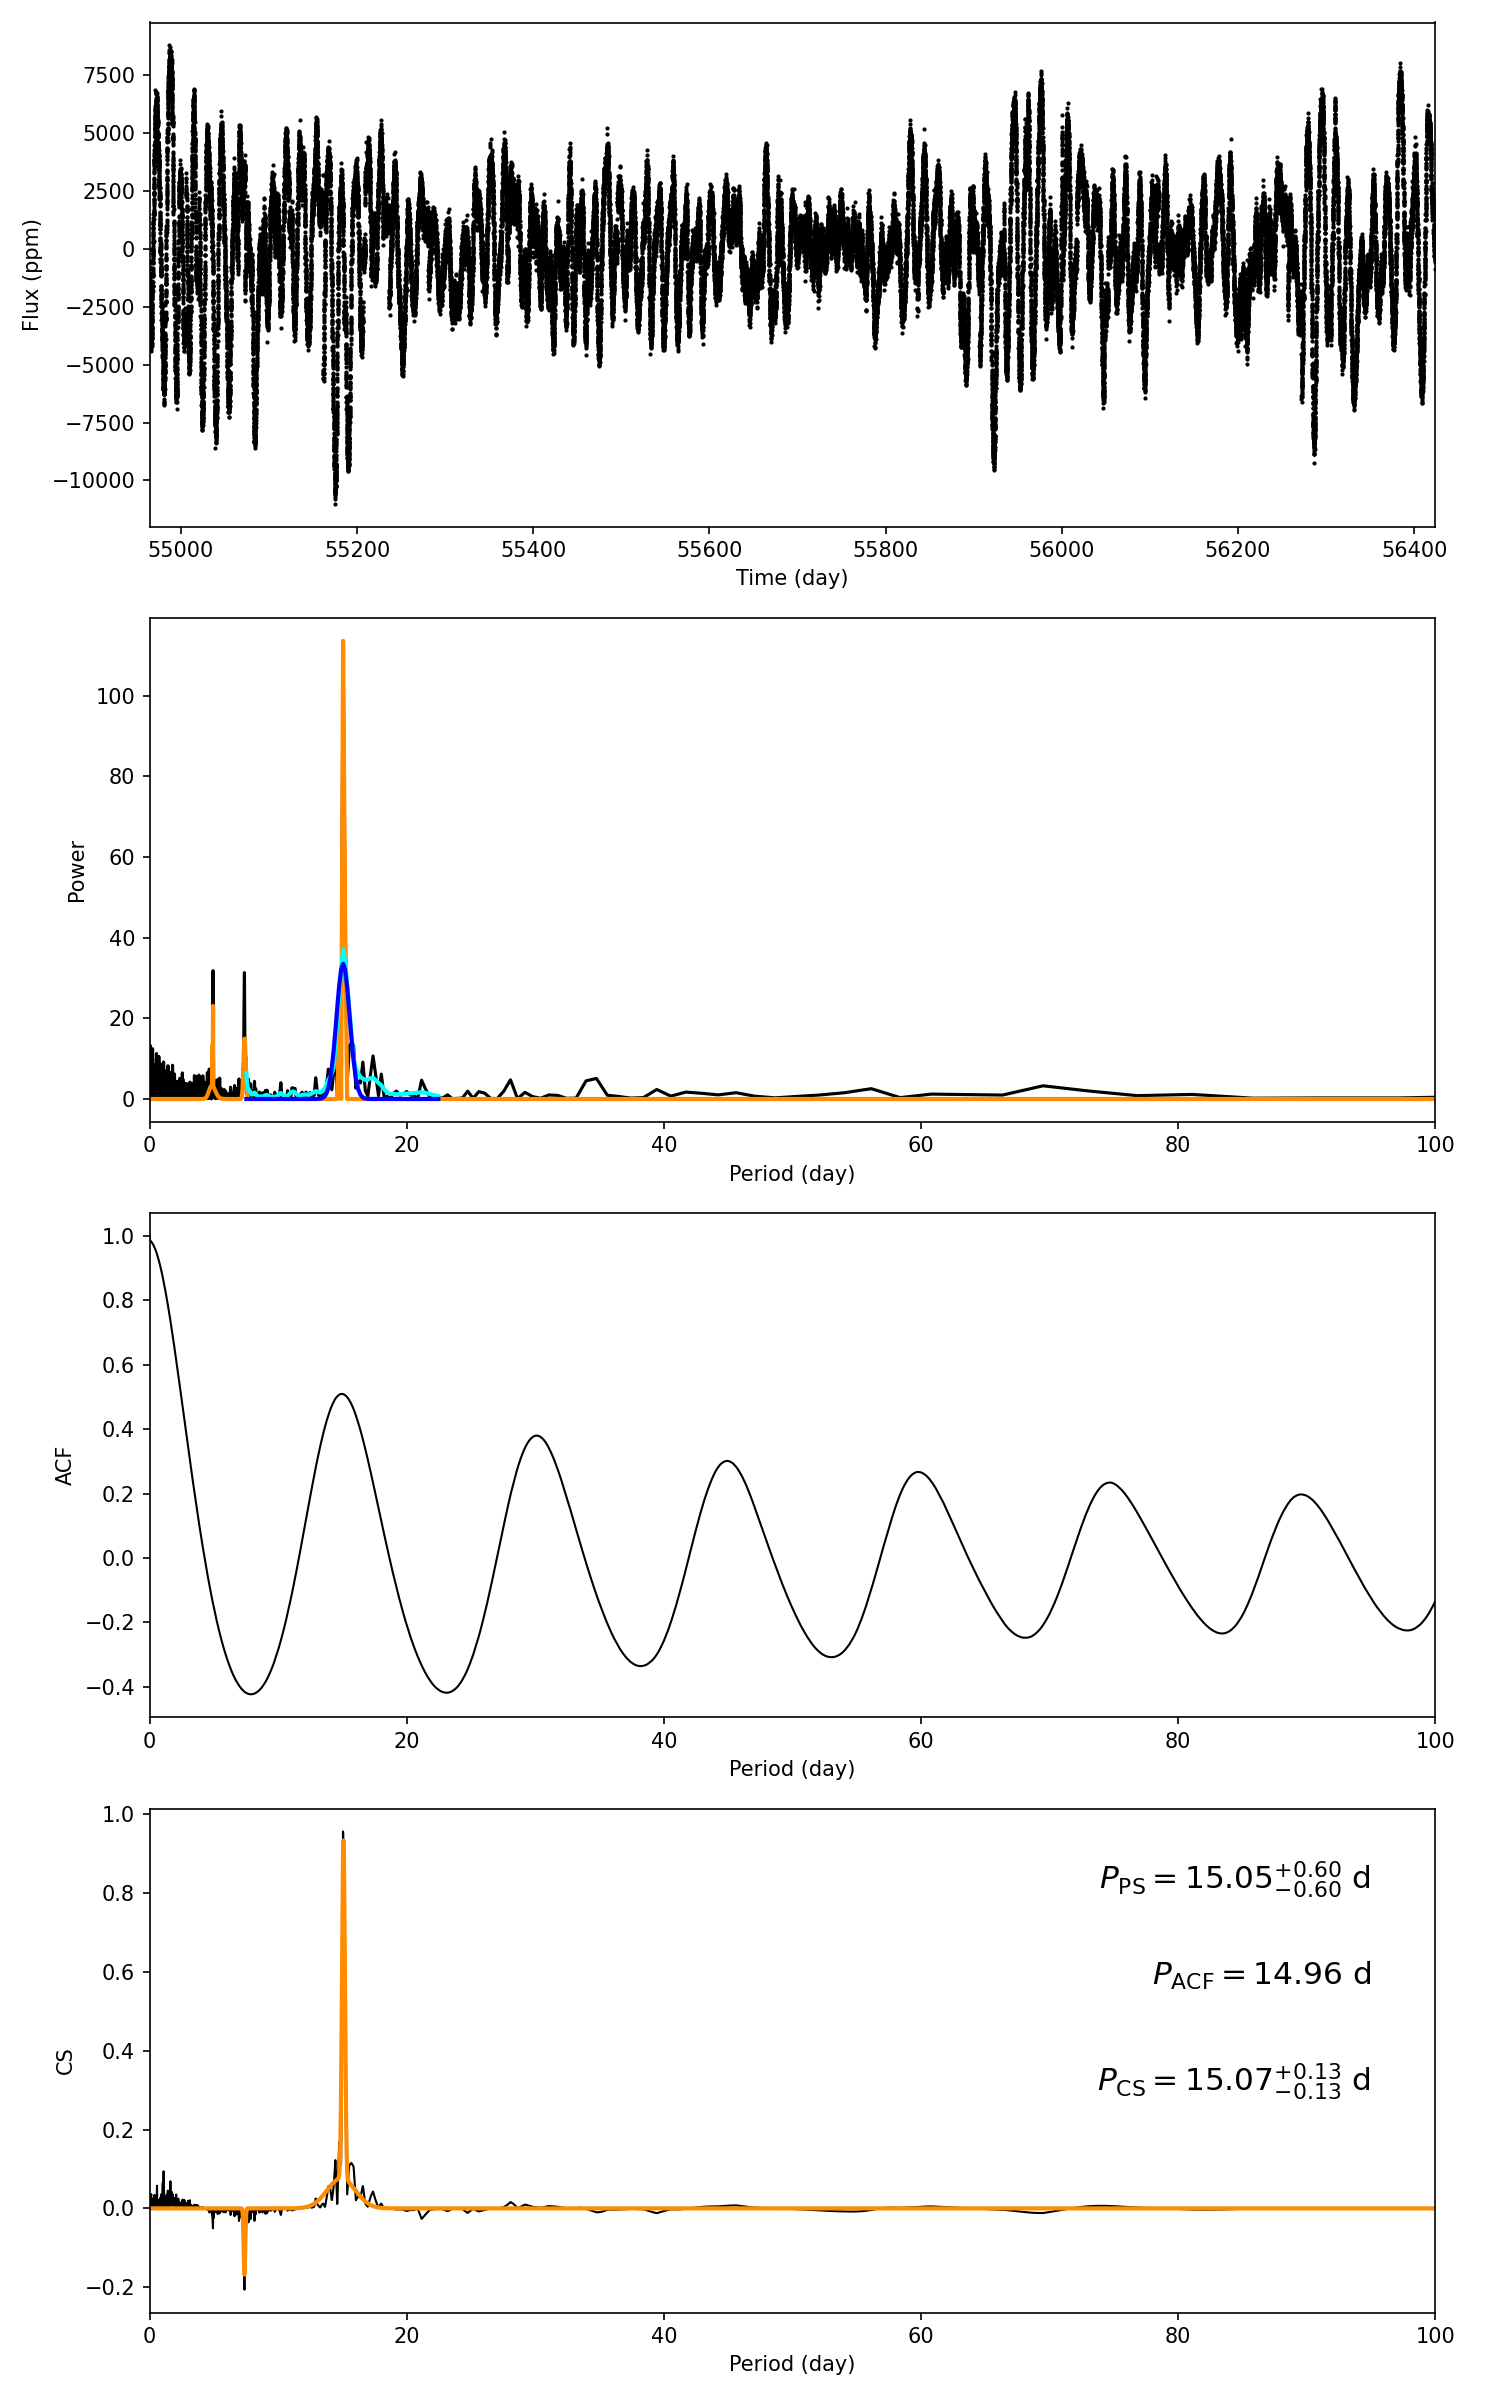 7500
5000
2500
0
−2500
−5000
−7500
−10000
Flux (ppm)
55000 55200 55400 55600 55800 56000 56200 56400
Time (day)
100
80
60
40
20
0
Power
0 20 40 60 80 100
Period (day)
1.0
0.8
0.6
0.4
0.2
0.0
−0.2
−0.4
ACF
0 20 40 60 80 100
Period (day)
1.0
0.8
0.6
0.4
0.2
0.0
−0.2
CS
P_PS = 15.05^{+0.60}_{−0.60} d
P_ACF = 14.96 d
P_CS = 15.07^{+0.13}_{−0.13} d
0 20 40 60 80 100
Period (day)